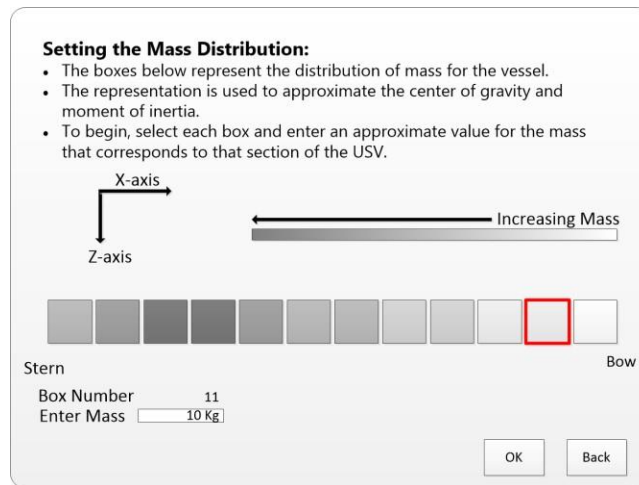 Setting the Mass Distribution:
• The boxes below represent the distribution of mass for the vessel.
• The representation is used to approximate the center of gravity and
moment of inertia.
• To begin, select each box and enter an approximate value for the mass
that corresponds to that section of the USV.
X-axis
Increasing Mass
Z-axis
Stern
Bow
Box Number 11
Enter Mass 10 Kg
OK Back